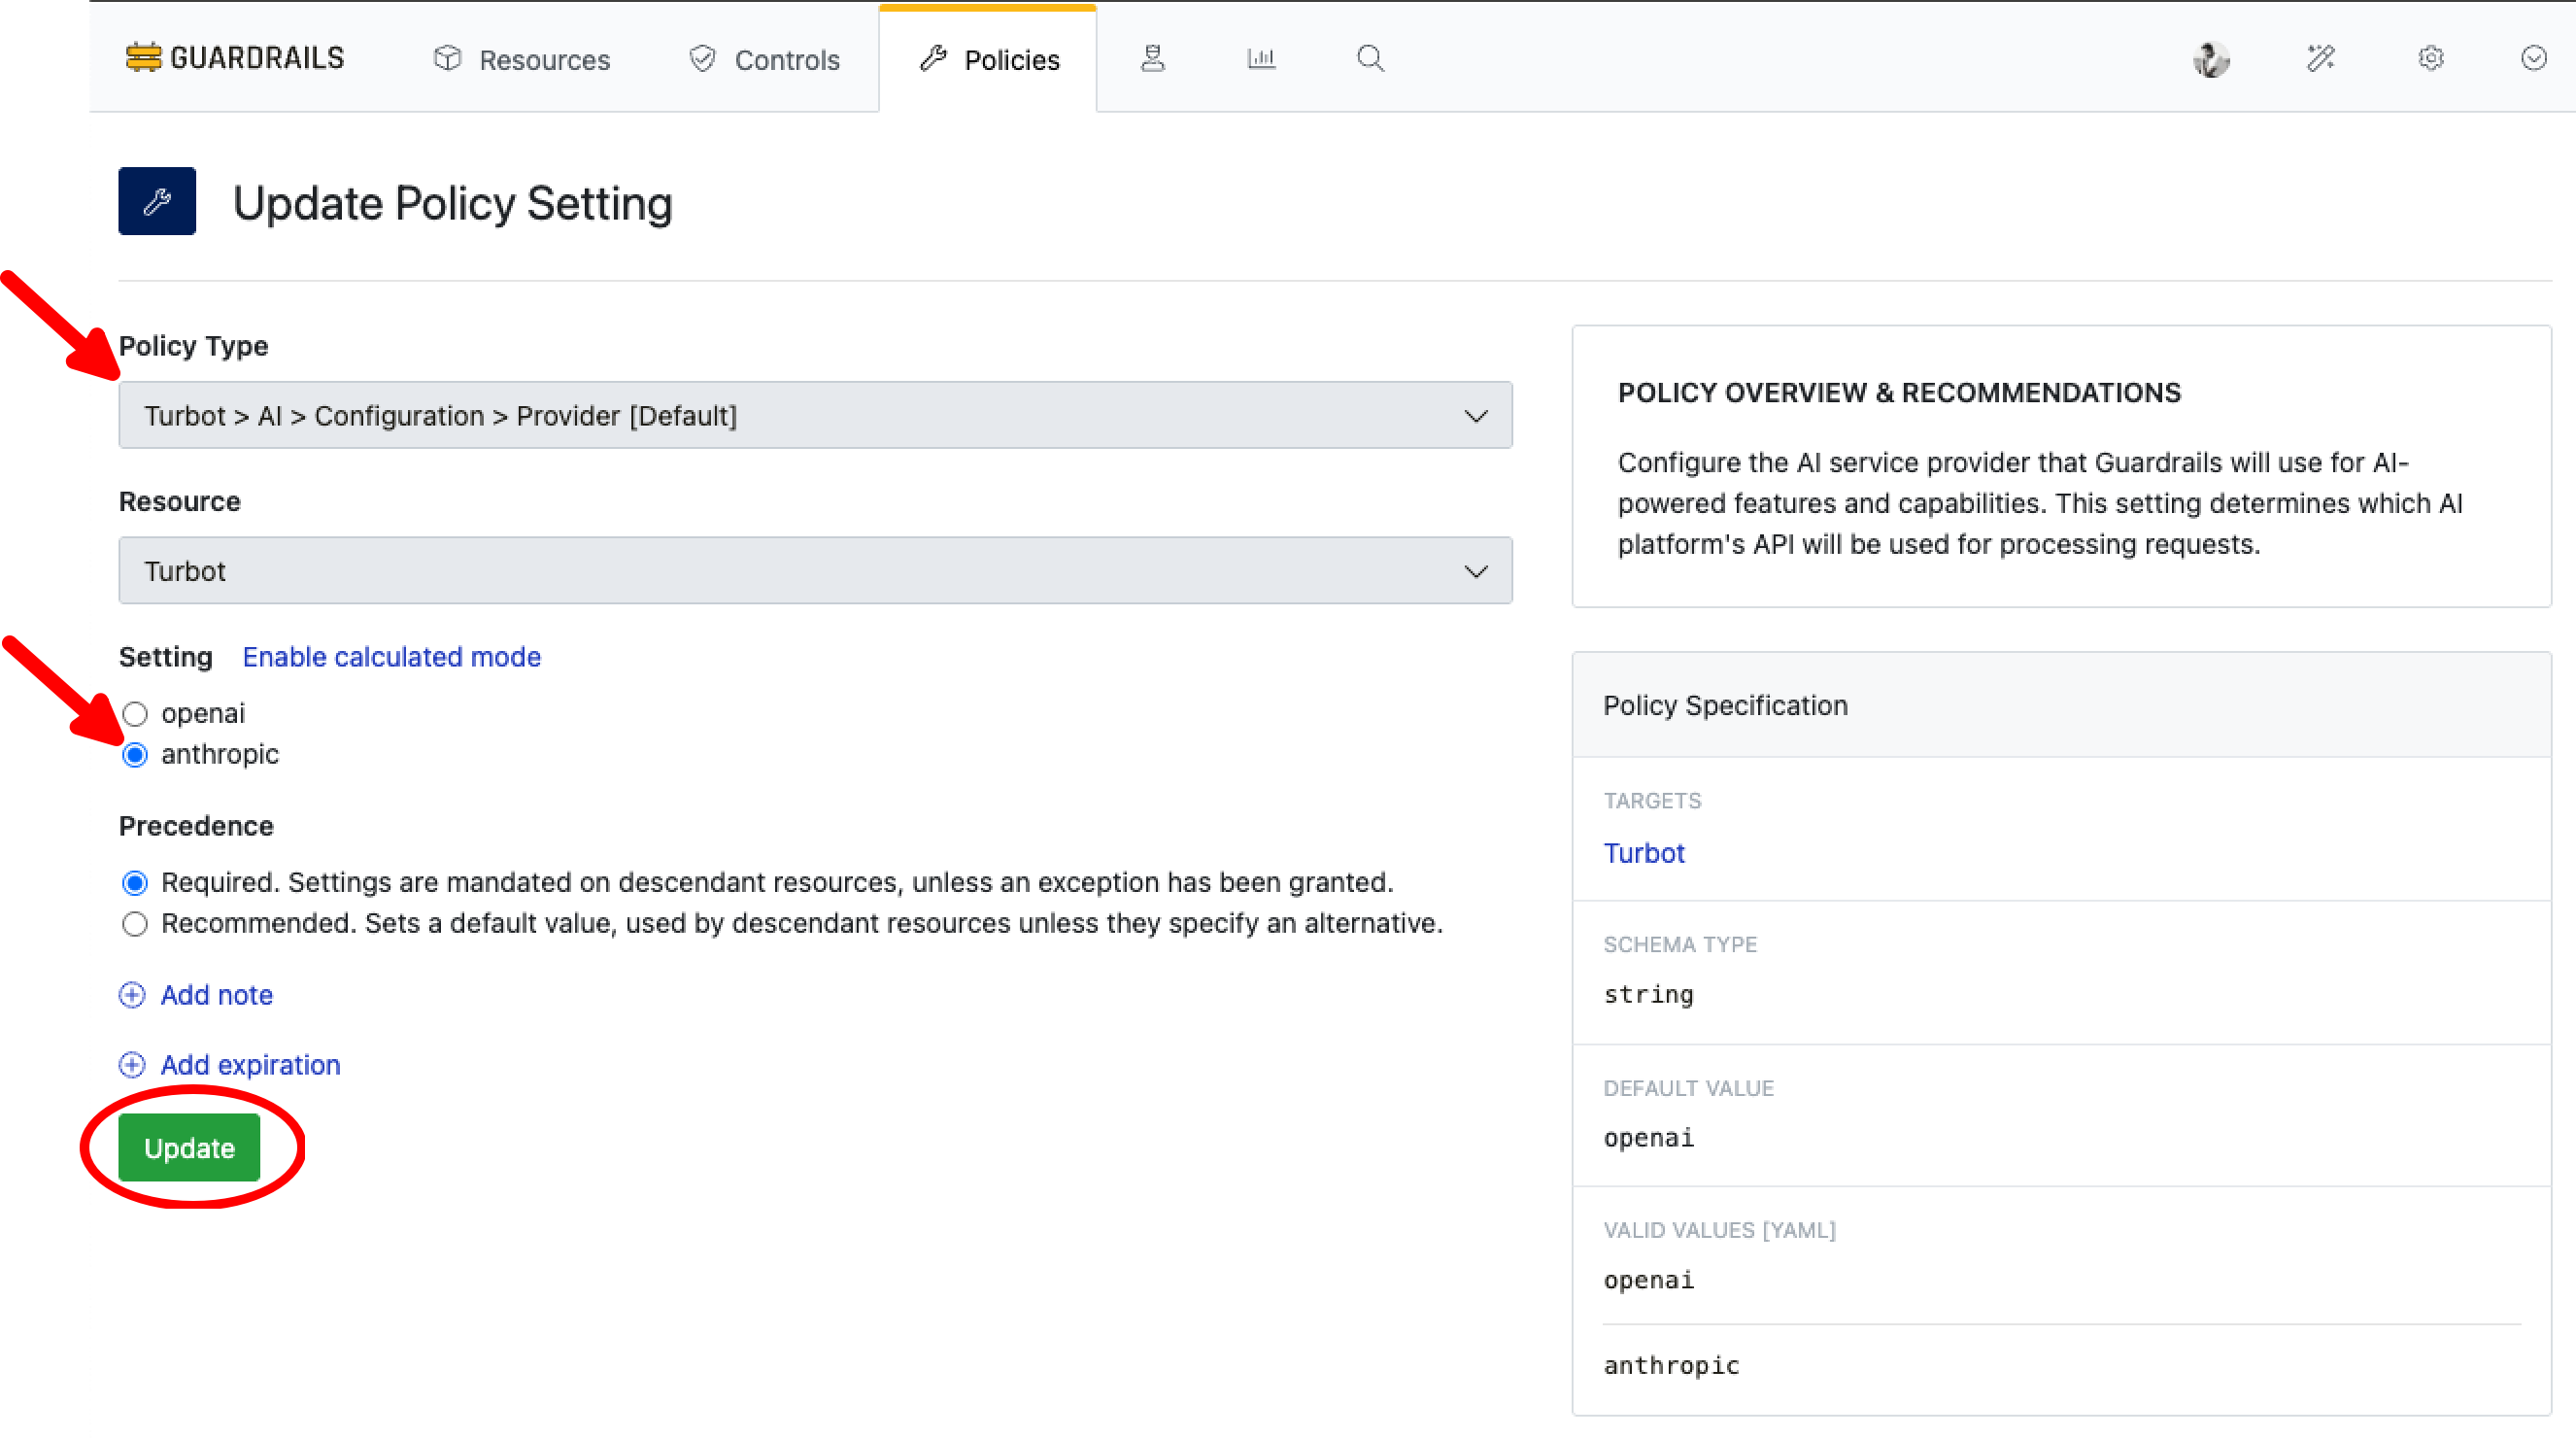 GUARDRAILS Resources Controls Policies
Update Policy Setting
Policy Type
Turbot > AI > Configuration > Provider [Default]
Resource
Turbot
Setting Enable calculated mode
openai
anthropic
Precedence
Required. Settings are mandated on descendant resources, unless an exception has been granted.
Recommended. Sets a default value, used by descendant resources unless they specify an alternative.
Add note
Add expiration
Update
POLICY OVERVIEW & RECOMMENDATIONS
Configure the AI service provider that Guardrails will use for AI-
powered features and capabilities. This setting determines which AI
platform's API will be used for processing requests.
Policy Specification
TARGETS
Turbot
SCHEMA TYPE
string
DEFAULT VALUE
openai
VALID VALUES [YAML]
openai
anthropic